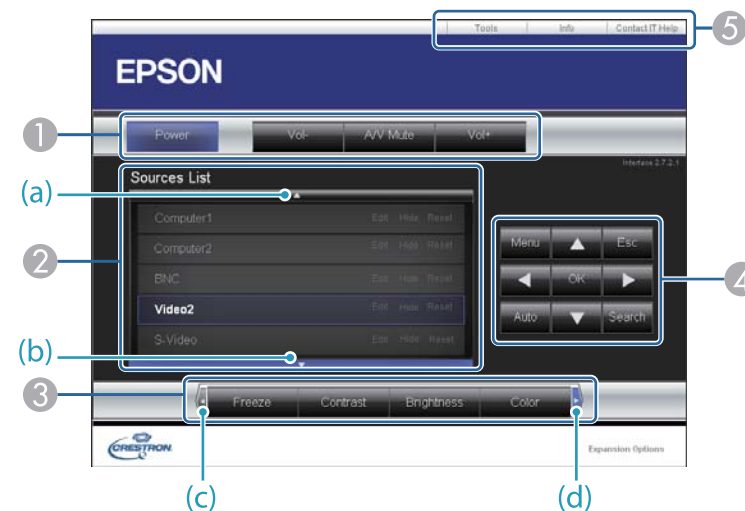 Tools Info Contact IT Help 5
EPSON
1 Power Vol- A/V Mute Vol+
Interface 2.7.2.1
Sources List
(a)
Computer1 Edit Hide Reset
Computer2 Edit Hide Reset
BNC Edit Hide Reset
Video2 Edit Hide Reset
S-Video Edit Hide Reset
2
(b)
Menu Esc
OK
Auto Search
4
3 Freeze Contrast Brightness Color
CRESTRON Expansion Options
(c) (d)